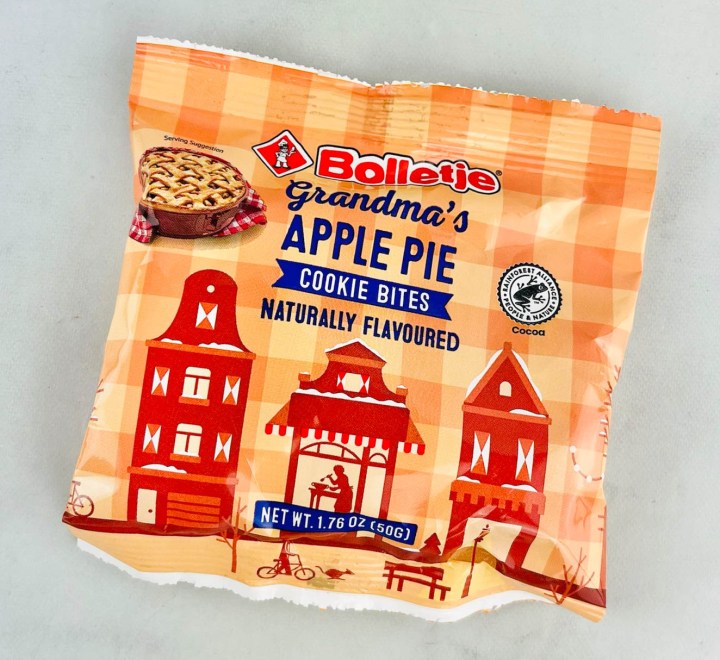 Serving Suggestion
Bolletje®
Grandma's
APPLE PIE
COOKIE BITES
NATURALLY FLAVOURED
RAINFOREST ALLIANCE
PEOPLE & NATURE
Cocoa
NET WT. 1.76 OZ (50G)